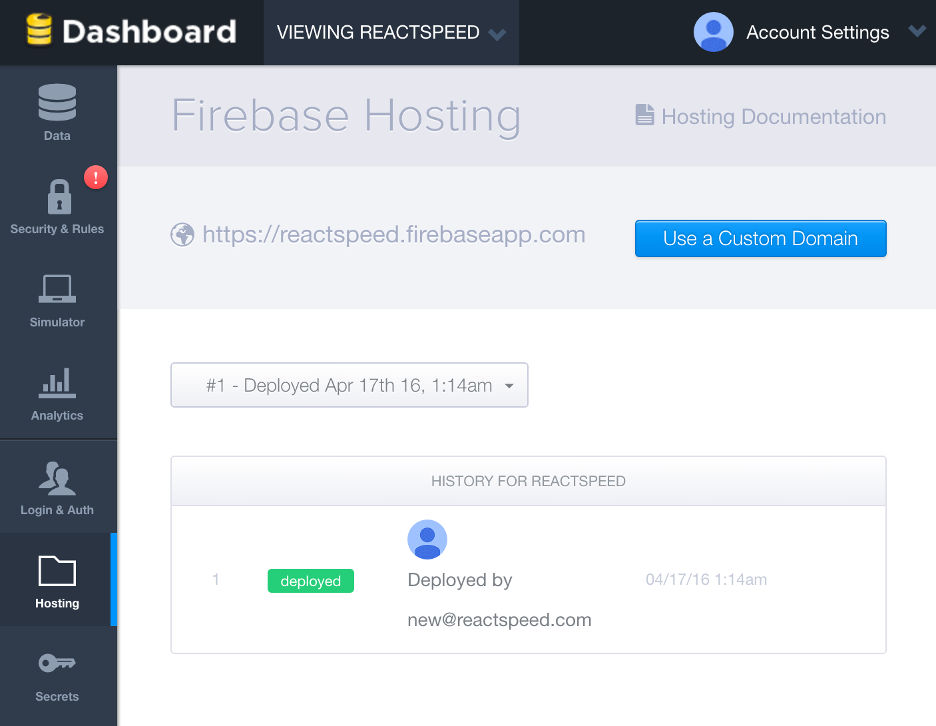 Dashboard
VIEWING REACTSPEED
Account Settings
Data
!
Security & Rules
Simulator
Analytics
Login & Auth
Hosting
Secrets
Firebase Hosting
Hosting Documentation
https://reactspeed.firebaseapp.com
Use a Custom Domain
#1 - Deployed Apr 17th 16, 1:14am
HISTORY FOR REACTSPEED
1
deployed
Deployed by
new@reactspeed.com
04/17/16 1:14am